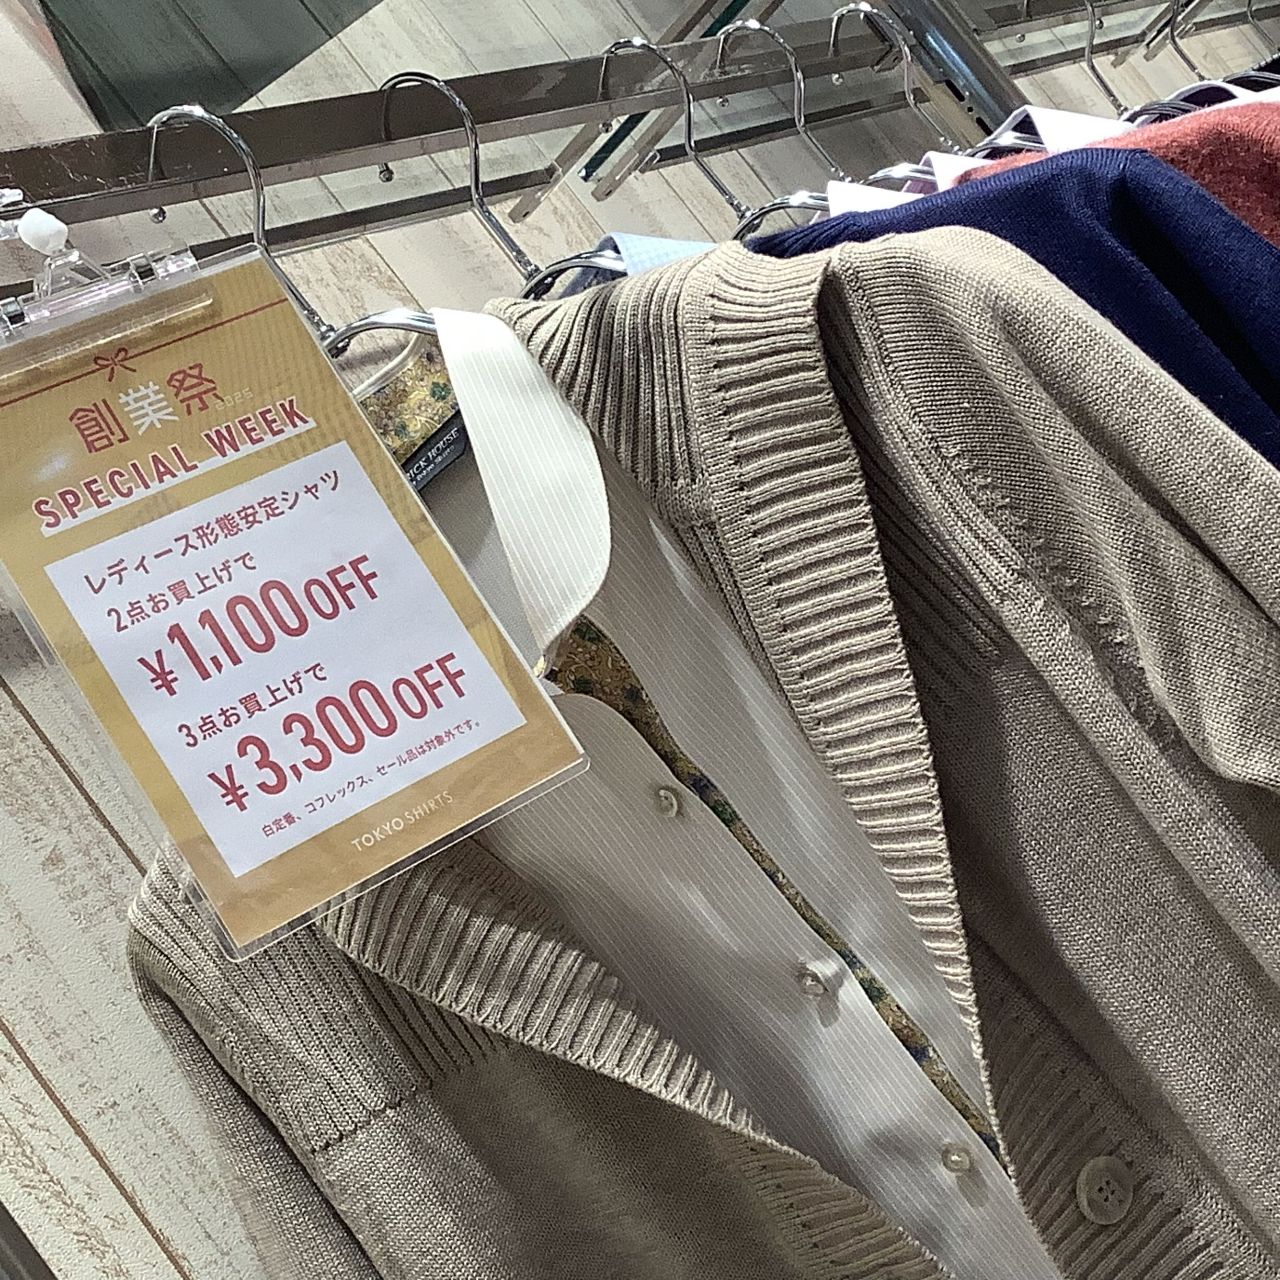 創業祭 2025
SPECIAL WEEK
レディース形態安定シャツ
2点お買上げで
¥1,100OFF
3点お買上げで
¥3,300OFF
白定番、コフレックス、セール品は対象外です。
TOKYO SHIRTS
RICK HOUSE